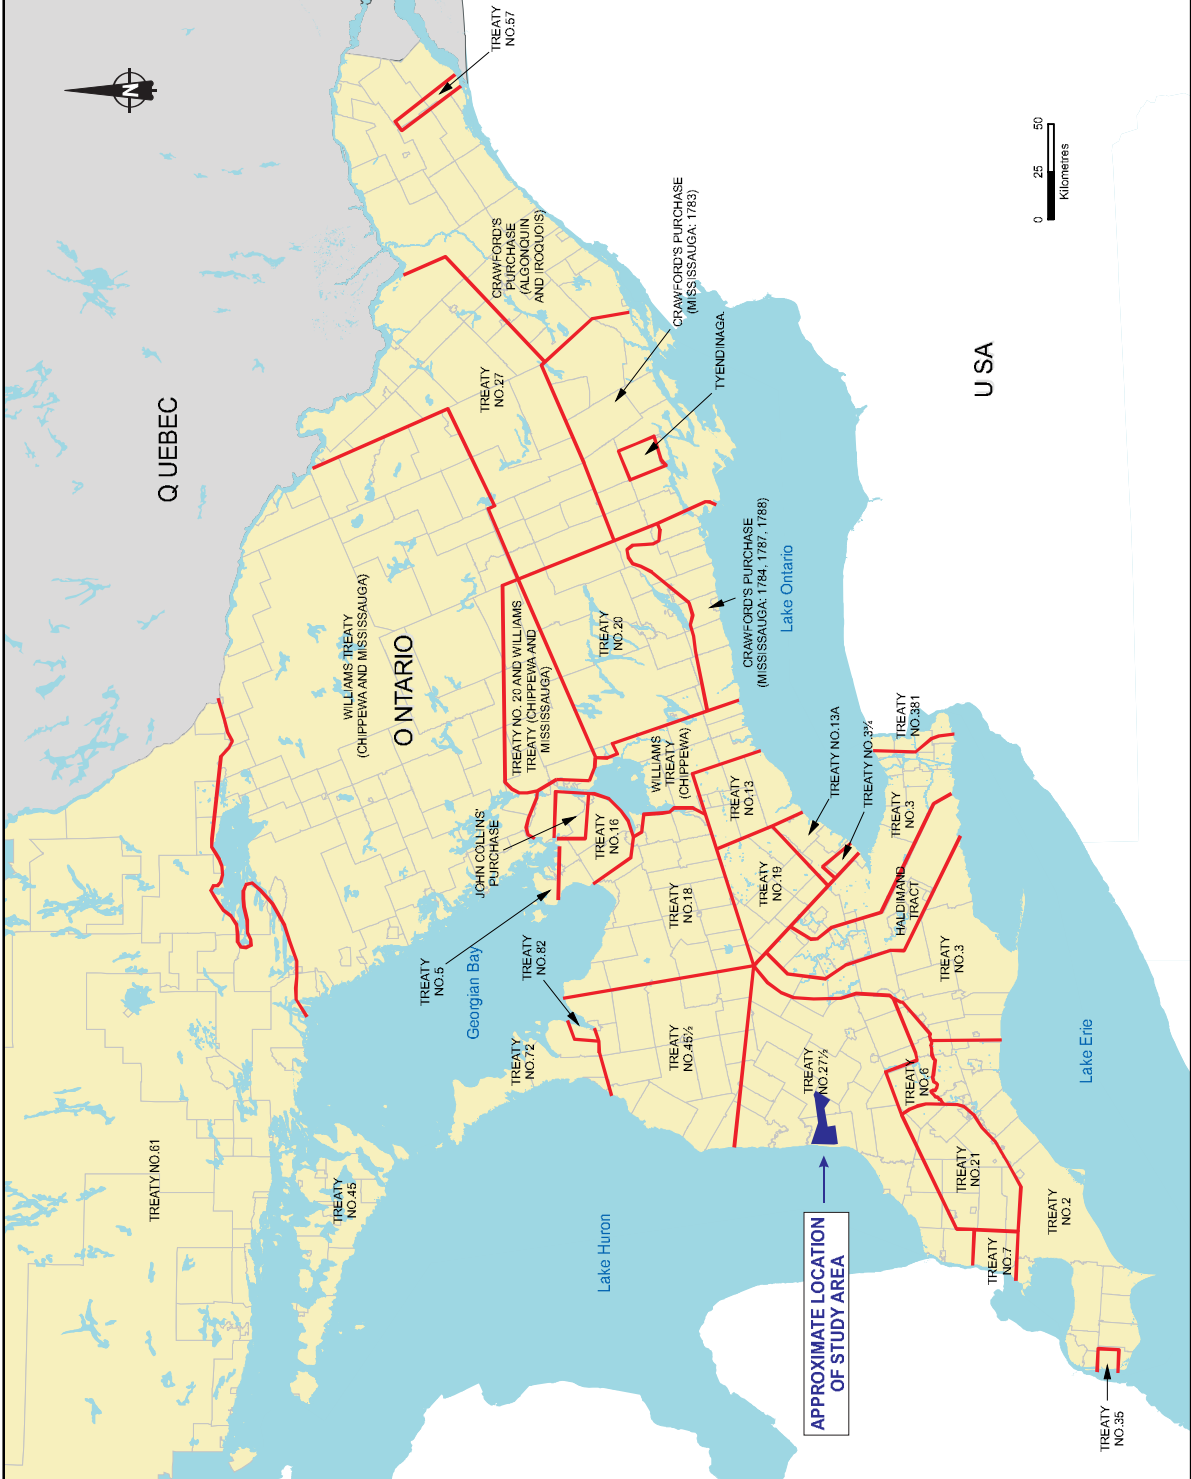 TREATY
NO.57
N
QUEBEC
0
25
50
Kilometres
CRAWFORD'S
PURCHASE
(ALGONQUIN
AND IROQUOIS)
CRAWFORD'S PURCHASE
(MISSISSAUGA: 1783)
TYENDINAGA
USA
TREATY
NO.27
WILLIAMS TREATY
(CHIPPEWA AND MISSISSAUGA)
ONTARIO
TREATY NO. 20 AND WILLIAMS
TREATY (CHIPPEWA AND
MISSISSAUGA)
TREATY
NO.20
CRAWFORD'S PURCHASE
(MISSISSAUGA: 1784, 1787, 1788)
Lake Ontario
WILLIAMS
TREATY
(CHIPPEWA)
TREATY
NO.13
TREATY NO.13A
TREATY NO.3¾
TREATY
NO.381
TREATY
NO.3
JOHN COLLINS'
PURCHASE
TREATY
NO.16
TREATY
NO.18
TREATY
NO.19
HALDIMAND
TRACT
TREATY
NO.3
TREATY
NO.5
Georgian Bay
TREATY
NO.82
TREATY
NO.72
TREATY
NO.45½
TREATY
NO.27½
TREATY
NO.6
Lake Erie
TREATY NO.61
TREATY
NO.45
Lake Huron
APPROXIMATE LOCATION
OF STUDY AREA
TREATY
NO.21
TREATY
NO.2
TREATY
NO.7
TREATY
NO.35